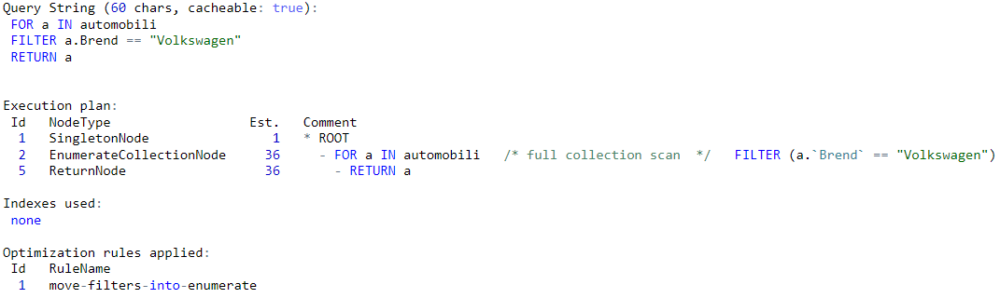 Query String (60 chars, cacheable: true):
FOR a IN automobili
FILTER a.Brend == "Volkswagen"
RETURN a
Execution plan:
Id NodeType Est. Comment
1 SingletonNode 1 * ROOT
2 EnumerateCollectionNode 36 - FOR a IN automobili /* full collection scan */ FILTER (a.`Brend` == "Volkswagen")
5 ReturnNode 36 - RETURN a
Indexes used:
none
Optimization rules applied:
Id RuleName
1 move-filters-into-enumerate